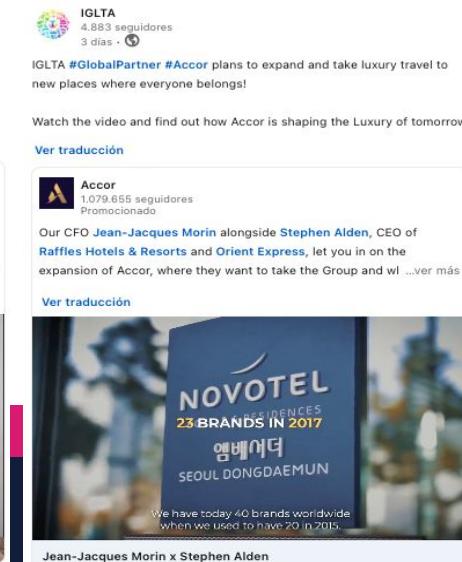 IGLTA
4.883 seguidores
3 días •
IGLTA #GlobalPartner #Accor plans to expand and take luxury travel to
new places where everyone belongs!
Watch the video and find out how Accor is shaping the Luxury of tomorrow
Ver traducción
Accor
1.079.655 seguidores
Promocionado
Our CFO Jean-Jacques Morin alongside Stephen Alden, CEO of
Raffles Hotels & Resorts and Orient Express, let you in on the
expansion of Accor, where they want to take the Group and wl ...ver más
Ver traducción
NOVOTEL
RESIDENCES
23 BRANDS IN 2017
앰배서더
SEOUL DONGDAEMUN
We have today 40 brands worldwide
when we used to have 20 in 2015.
Jean-Jacques Morin x Stephen Alden